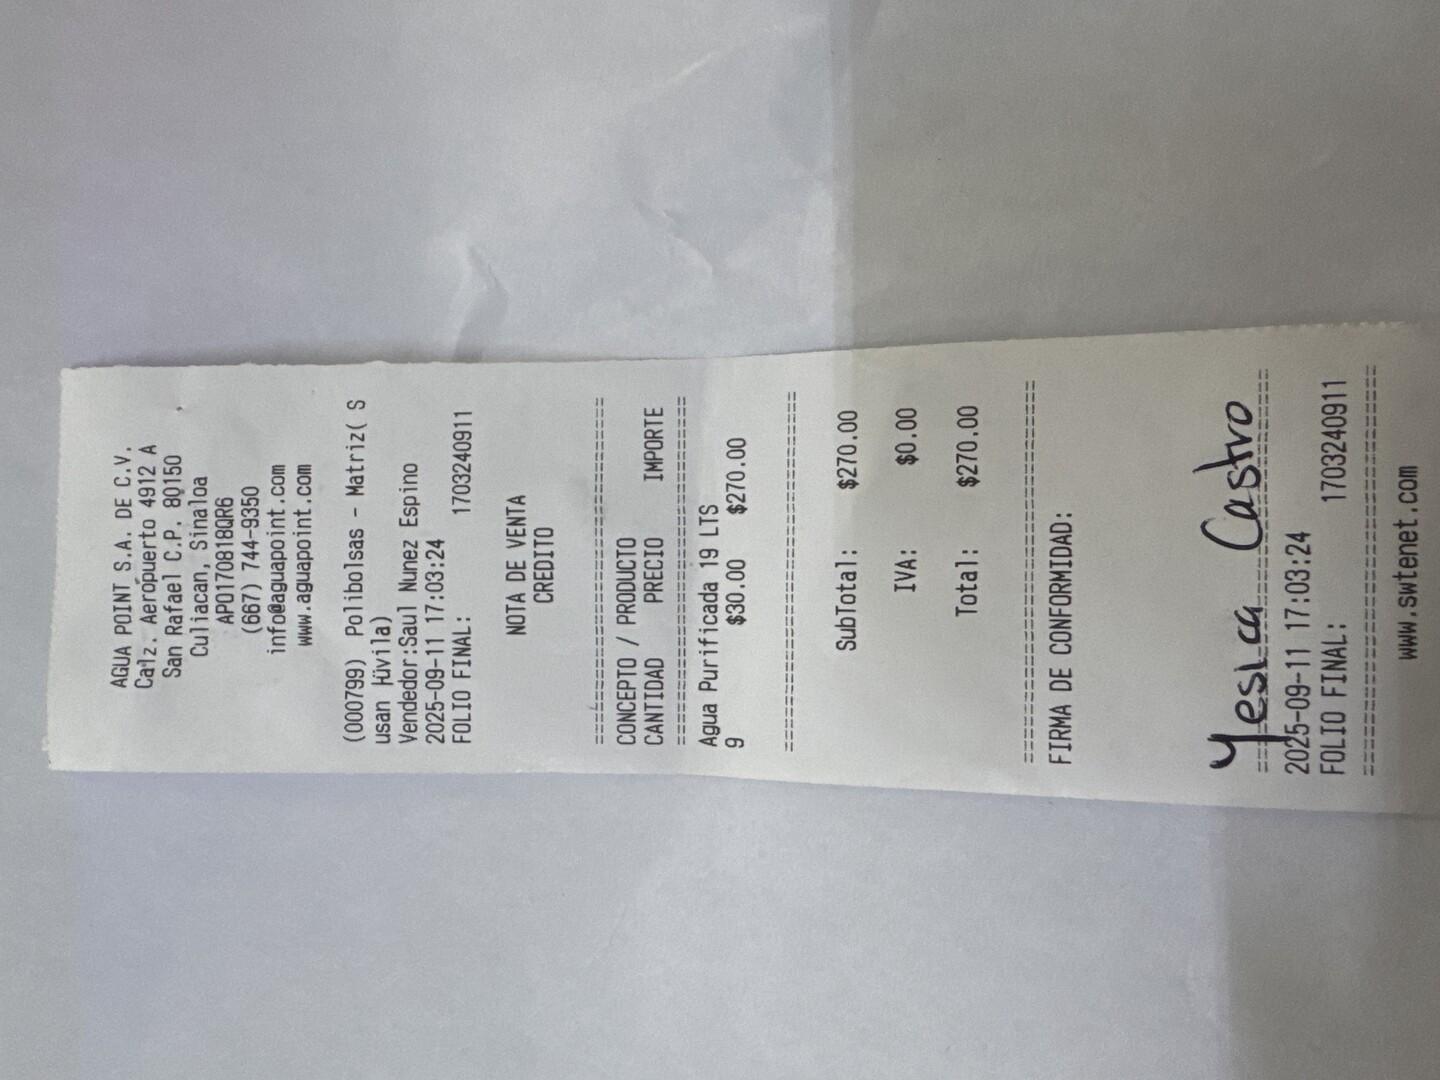 AGUA POINT S.A. DE C.V.
Calz. Aeropuerto 4912 A
San Rafael C.P. 80150
Culiacan, Sinaloa
APO170818QR6
(667) 744-9350
info@aguapoint.com
www.aguapoint.com
(000799) Polibolsas - Matriz( S
usan
Vendedor:Saul Nunez Espino
2025-09-11 17:03:24
FOLIO FINAL: 1703240911
NOTA DE VENTA
CREDITO
==============================
CONCEPTO / PRODUCTO
CANTIDAD PRECIO IMPORTE
==============================
Agua Purificada 19 LTS
9 $30.00 $270.00
==============================
SubTotal: $270.00
IVA: $0.00
Total: $270.00
==============================
FIRMA DE CONFORMIDAD:
Yesica Castro
==============================
2025-09-11 17:03:24
FOLIO FINAL: 1703240911
==============================
www.swtenet.com